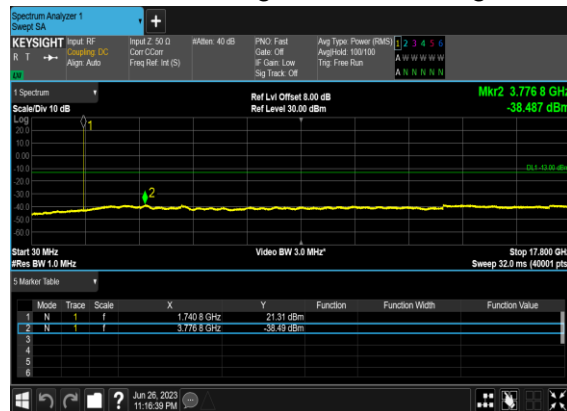 Spectrum Analyzer 1
Swept SA
+
KEYSIGHT Input: RF Input Z: 50 Ω #Atten: 40 dB PNO: Fast Avg Type: Power (RMS) 1 2 3 4 5 6
R T Coupling: DC Corr CCorr Gate: Off Avg|Hold: 100/100 A W W W W W
Align: Auto Freq Ref: Int (S) IF Gain: Low Trig: Free Run
LXI Sig Track: Off A N N N N N
1 Spectrum Ref Lvl Offset 8.00 dB Mkr2 3.776 8 GHz
Scale/Div 10 dB Ref Level 30.00 dBm -38.487 dBm
Log
20.0
10.0
0.00
-10.0
-20.0
-30.0
-40.0
-50.0
-60.0
1
DL1 -13.00 dBm
2
Start 30 MHz Video BW 3.0 MHz* Stop 17.800 GHz
#Res BW 1.0 MHz Sweep 32.0 ms (40001 pts)
5 Marker Table
Mode Trace Scale X Y Function Function Width Function Value
1 N 1 f 1.740 8 GHz 21.31 dBm
2 N 1 f 3.776 8 GHz -38.49 dBm
3
4
5
6
? Jun 26, 2023
11:16:39 PM